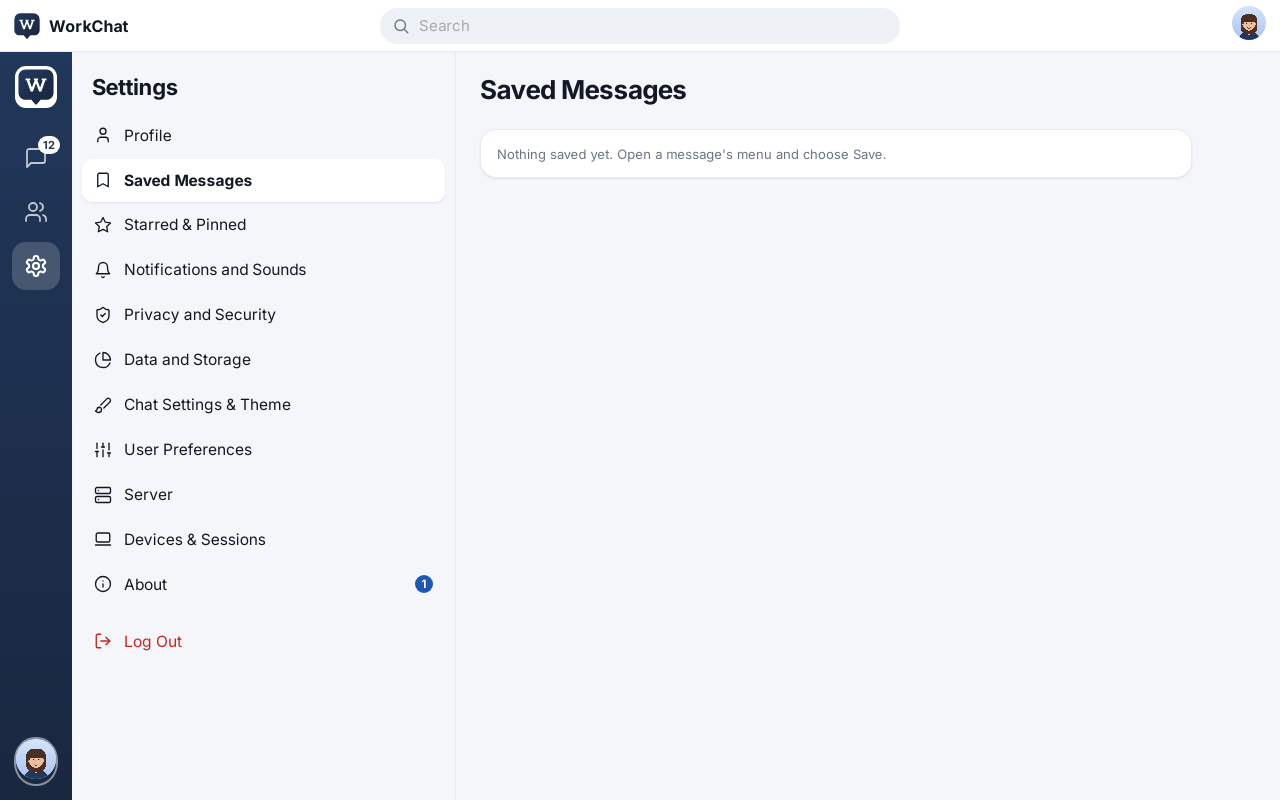 WorkChat
Search
W
12
Settings
Profile
Saved Messages
Starred & Pinned
Notifications and Sounds
Privacy and Security
Data and Storage
Chat Settings & Theme
User Preferences
Server
Devices & Sessions
About
1
Log Out
Saved Messages
Nothing saved yet. Open a message's menu and choose Save.